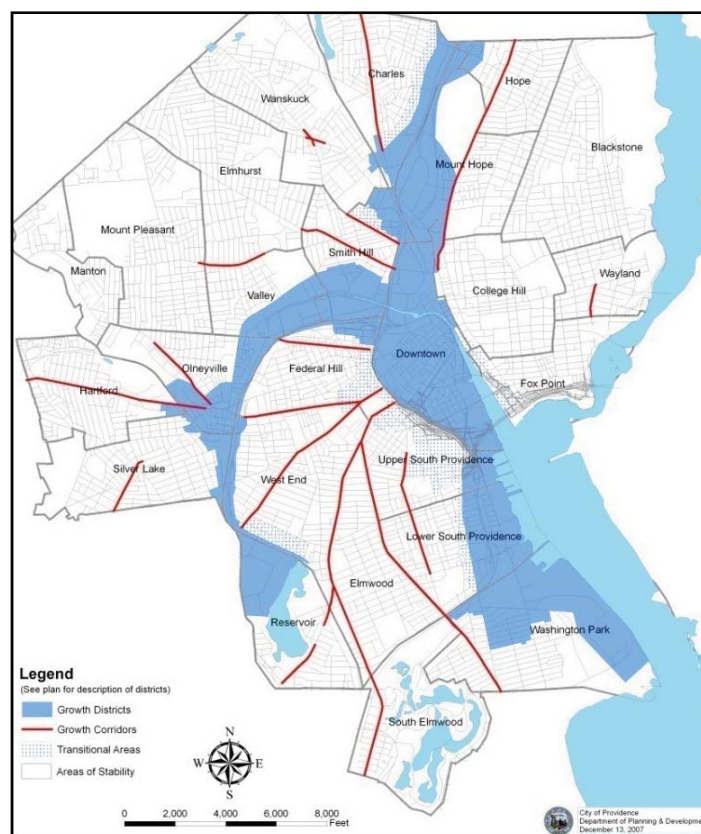 Charles
Hope
Wanskuck
Blackstone
Mount Hope
Elmhurst
Mount Pleasant
Smith Hill
Manton
College Hill
Wayland
Valley
Olneyville
Downtown
Federal Hill
Hartford
Fox Point
Upper South Providence
Silver Lake
West End
Lower South Providence
Elmwood
Reservoir
Washington Park
South Elmwood
Legend
(See plan for description of districts)
Growth Districts
Growth Corridors
Transitional Areas
Areas of Stability
N
W E
S
0 2,000 4,000 6,000 8,000
Feet
City of Providence
Department of Planning & Developme
December 13, 2007